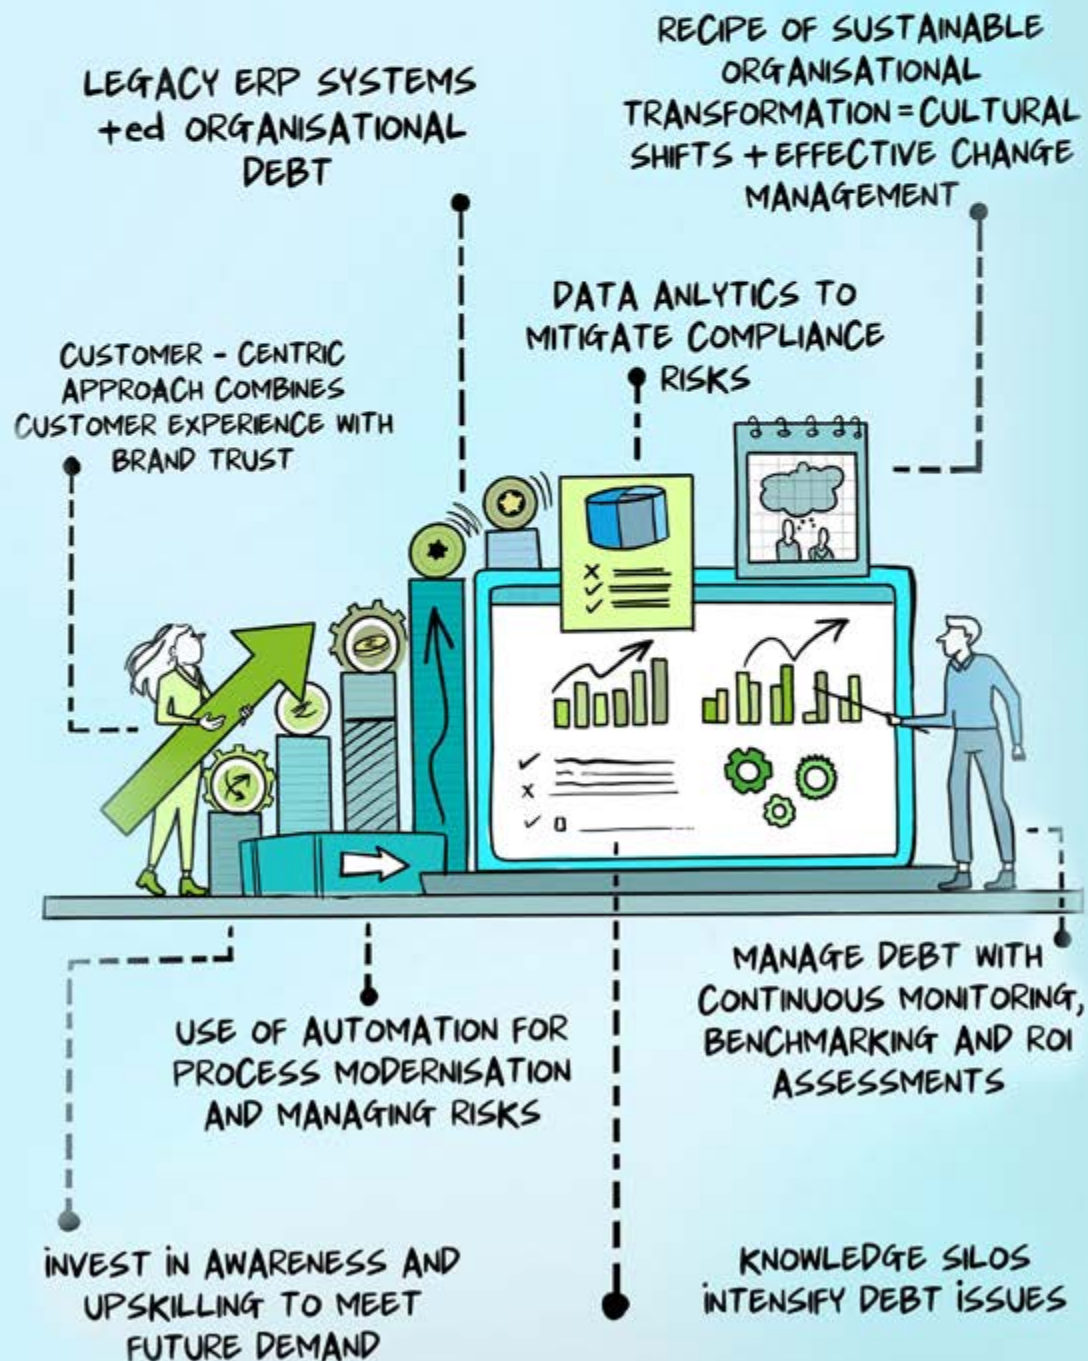 LEGACY ERP SYSTEMS
+ed ORGANISATIONAL
DEBT
RECIPE OF SUSTAINABLE
ORGANISATIONAL
TRANSFORMATION = CULTURAL
SHIFTS + EFFECTIVE CHANGE
MANAGEMENT
DATA ANLYTICS TO
MITIGATE COMPLIANCE
RISKS
CUSTOMER - CENTRIC
APPROACH COMBINES
CUSTOMER EXPERIENCE WITH
BRAND TRUST
USE OF AUTOMATION FOR
PROCESS MODERNISATION
AND MANAGING RISKS
MANAGE DEBT WITH
CONTINUOUS MONITORING,
BENCHMARKING AND ROI
ASSESSMENTS
INVEST IN AWARENESS AND
UPSKILLING TO MEET
FUTURE DEMAND
KNOWLEDGE SILOS
INTENSIFY DEBT ISSUES